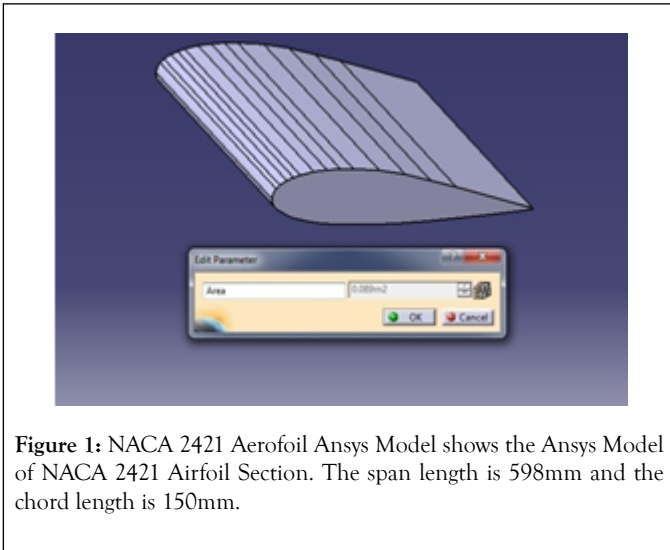 Edit Parameter
Area 0.089m2
OK Cancel
Figure 1: NACA 2421 Aerofoil Ansys Model shows the Ansys Model
of NACA 2421 Airfoil Section. The span length is 598mm and the
chord length is 150mm.